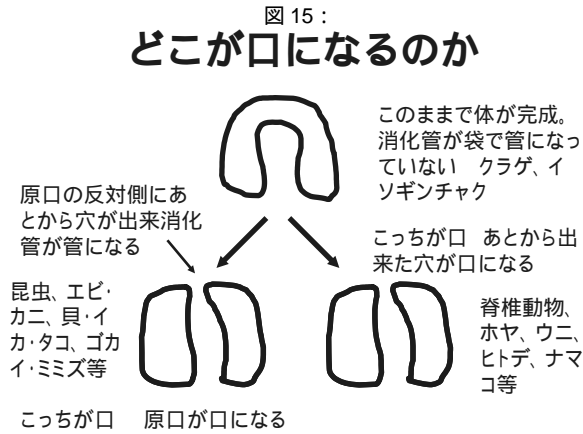 図 15：
どこが口になるのか
このままで体が完成。
消化管が袋で管になっ
ていない　クラゲ、イ
ソギンチャク
原口の反対側にあ
とから穴が出来消化
管が管になる
こっちが口　あとから出
来た穴が口になる
昆虫、エビ・
カニ、貝・イ
カ・タコ、ゴカ
イ・ミミズ等
脊椎動物、
ホヤ、ウニ、
ヒトデ、ナマ
コ等
こっちが口　原口が口になる